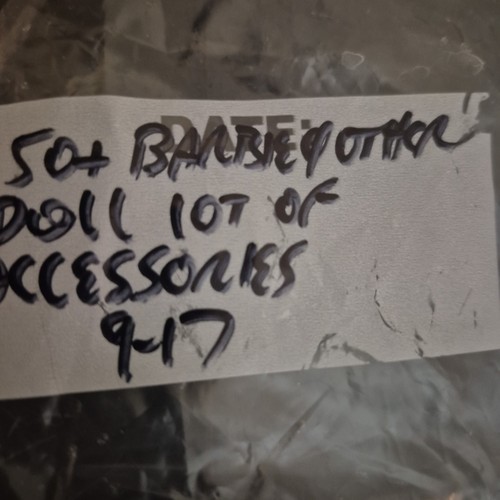 DATE:
50+ BARBIE & OTHER
DOLL LOT OF
ACCESSORIES
9-17